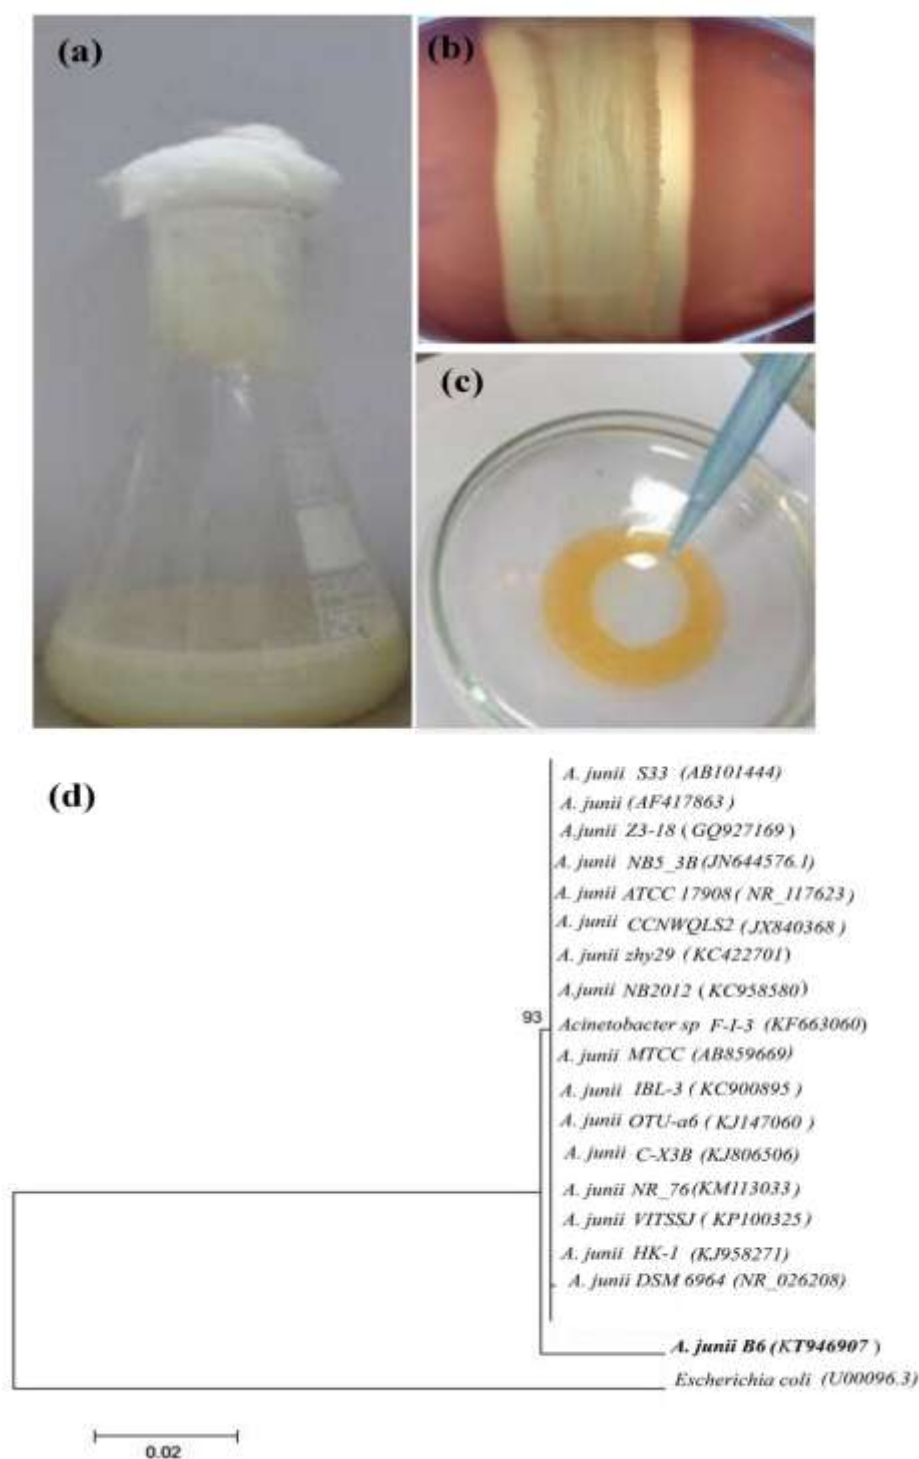 (a)
(b)
(c)
(d)
A. junii S33 (AB101444)
A. junii (AF417863)
A.junii Z3-18 (GQ927169)
A. junii NB5_3B(JN644576.1)
A. junii ATCC 17908( NR_117623)
A. junii CCNWQLS2 (JX840368)
A. junii zhy29 (KC422701)
A.junii NB2012 (KC958580)
93
Acinetobacter sp F-I-3 (KF663060)
A. junii MTCC (AB859669)
A. junii IBL-3 (KC900895)
A. junii OTU-a6 (KJ147060)
A. junii C-X3B (KJ806506)
A. junii NR_76(KM113033)
A. junii VITSSJ ( KP100325)
A. junii HK-1 (KJ958271)
A. junii DSM 6964 (NR_026208)
A. junii B6 (KT946907)
Escherichia coli (U00096.3)
0.02